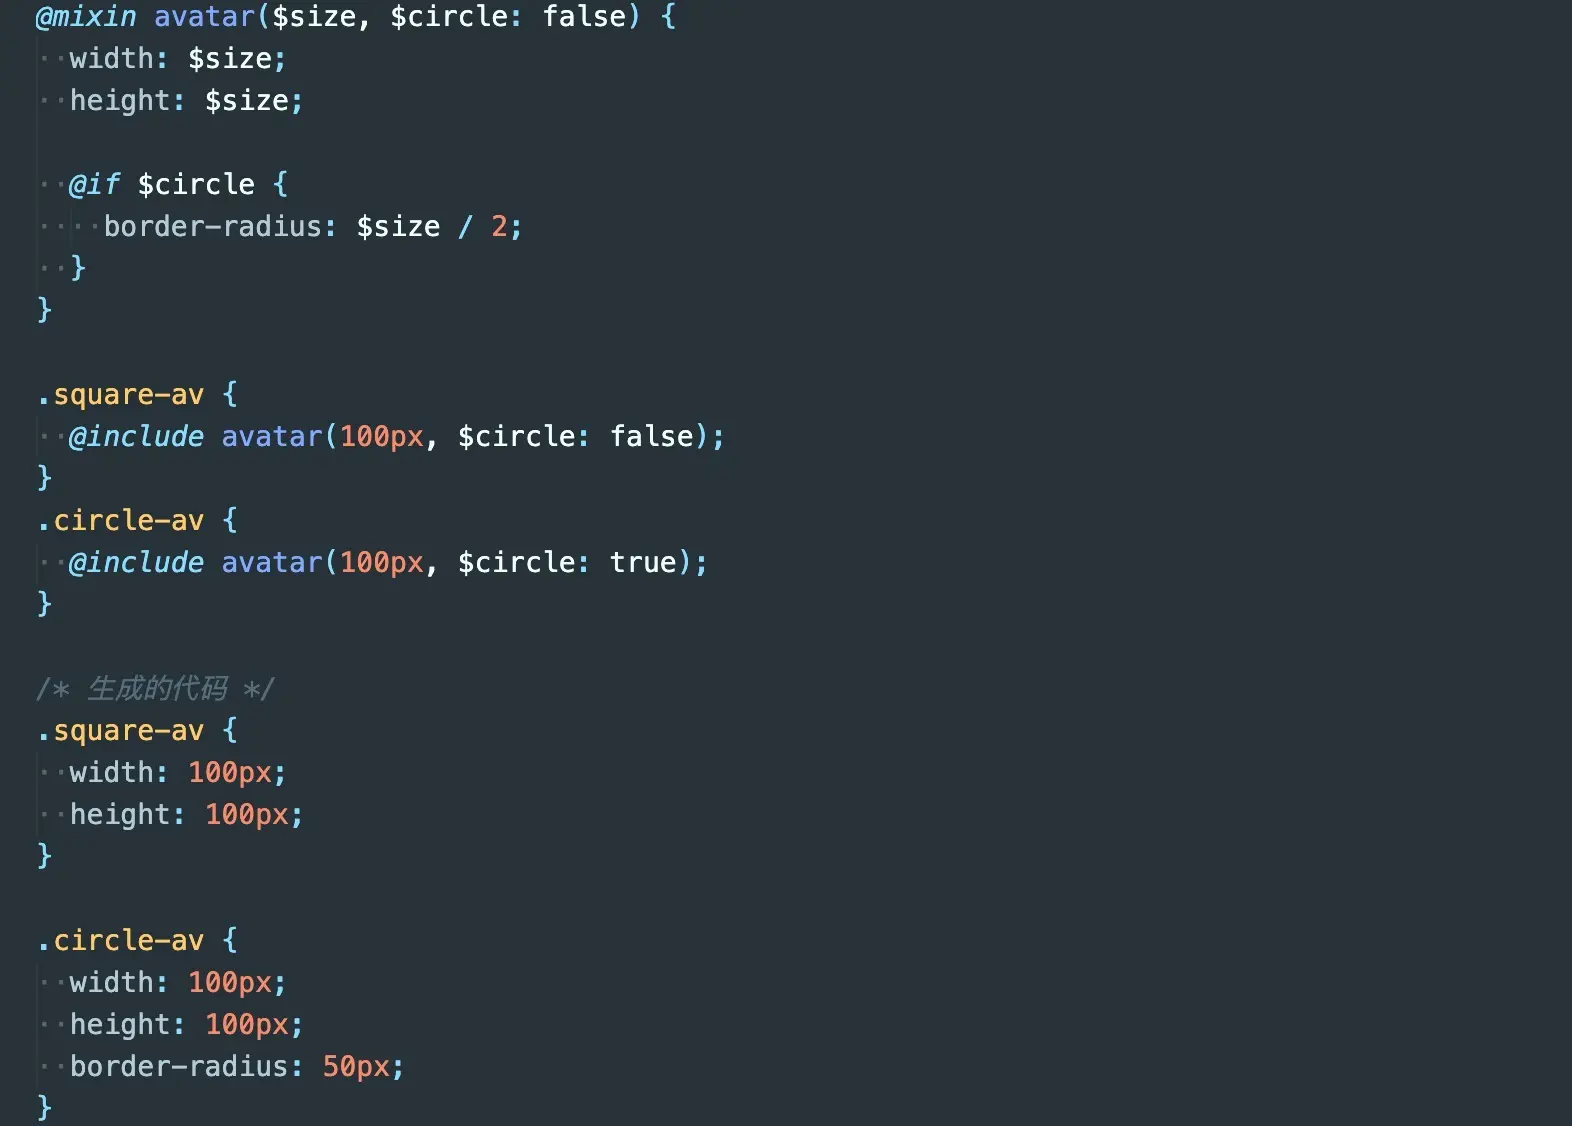 @mixin avatar($size, $circle: false) {
  width: $size;
  height: $size;

  @if $circle {
    border-radius: $size / 2;
  }
}

.square-av {
  @include avatar(100px, $circle: false);
}
.circle-av {
  @include avatar(100px, $circle: true);
}

/* 生成的代码 */
.square-av {
  width: 100px;
  height: 100px;
}

.circle-av {
  width: 100px;
  height: 100px;
  border-radius: 50px;
}